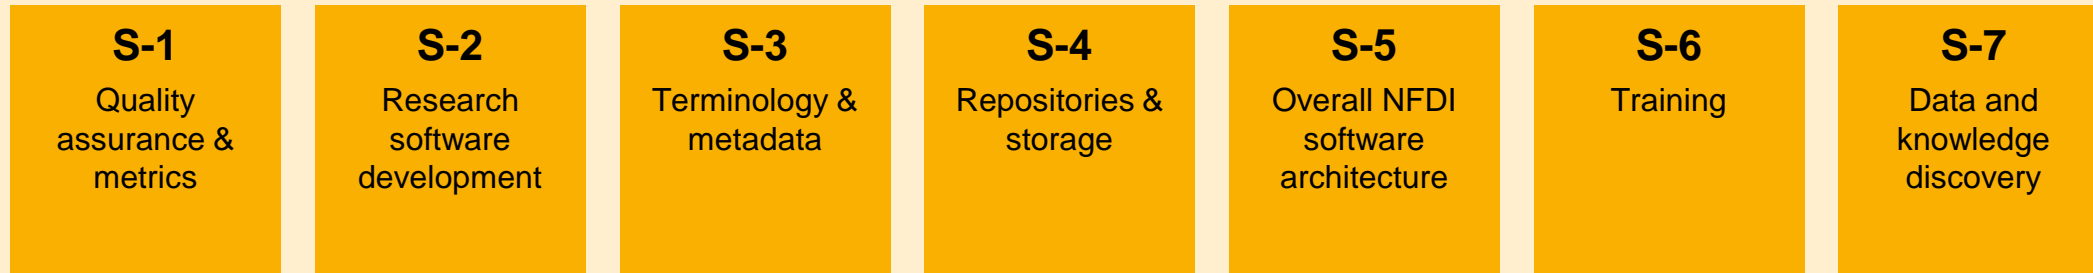 S-1
Quality
assurance &
metrics
S-2
Research
software
development
S-3
Terminology &
metadata
S-4
Repositories &
storage
S-5
Overall NFDI
software
architecture
S-6
Training
S-7
Data and
knowledge
discovery